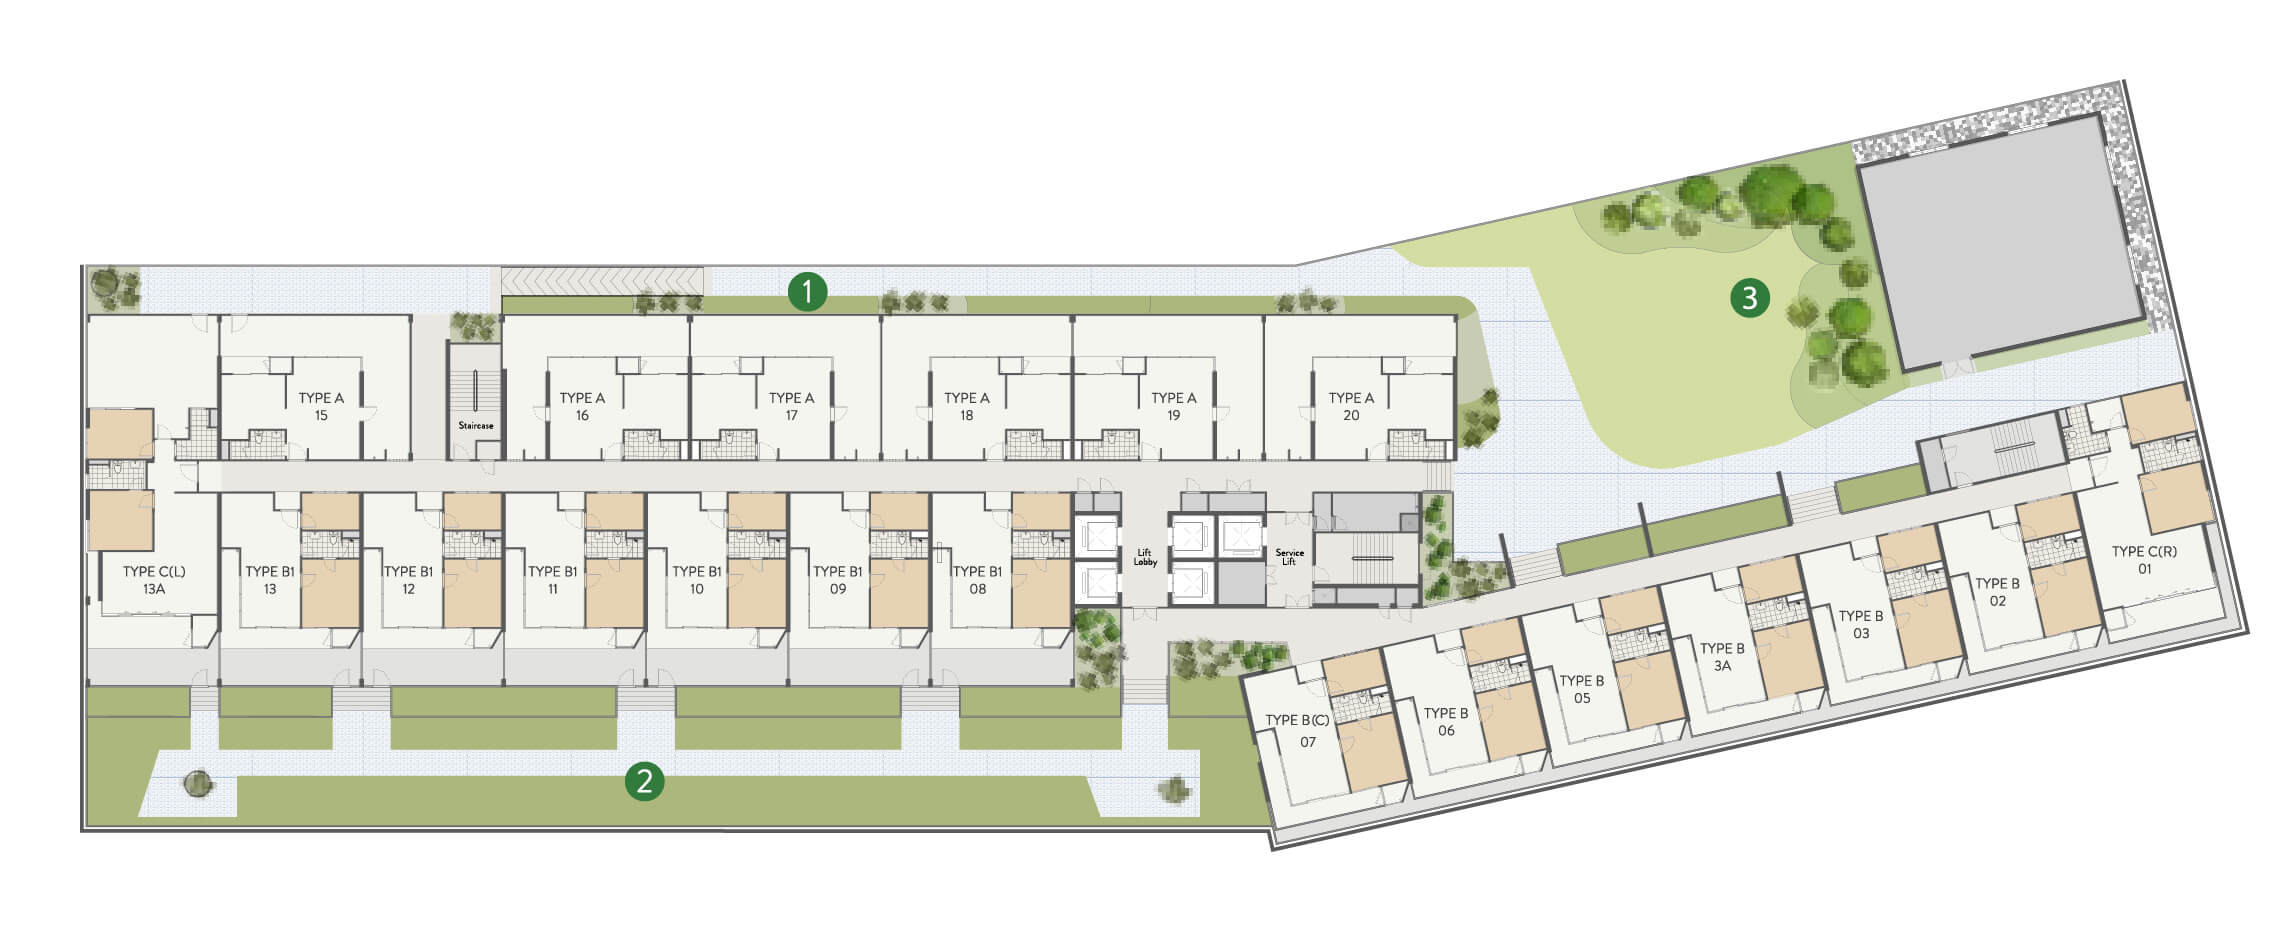 1
3
TYPE A
15
Staircase
TYPE A
16
TYPE A
17
TYPE A
18
TYPE A
19
TYPE A
20
TYPE C(L)
13A
TYPE B1
13
TYPE B1
12
TYPE B1
11
TYPE B1
10
TYPE B1
09
TYPE B1
08
Lift
Lobby
Service
Lift
TYPE B(C)
07
TYPE B
06
TYPE B
05
TYPE B
3A
TYPE B
03
TYPE B
02
TYPE C(R)
01
2